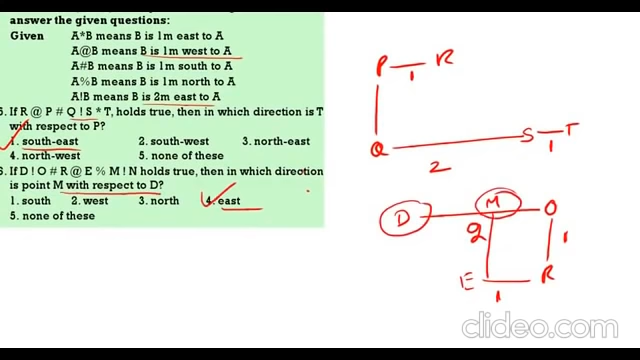 answer the given questions:
Given A*B means B is 1m east to A
A@B means B is 1m west to A
A#B means B is 1m south to A
A%B means B is 1m north to A
A!B means B is 2m east to A
5. If R @ P # Q ! S * T, holds true, then in which direction is T
with respect to P?
1. south-east 2. south-west 3. north-east
4. north-west 5. none of these
6. If D ! O # R @ E % M ! N holds true, then in which direction
is point M with respect to D?
1. south 2. west 3. north 4. east
5. none of these
P R
1
Q S T
2 1
D M O
2 1
E R
1
clideo.com